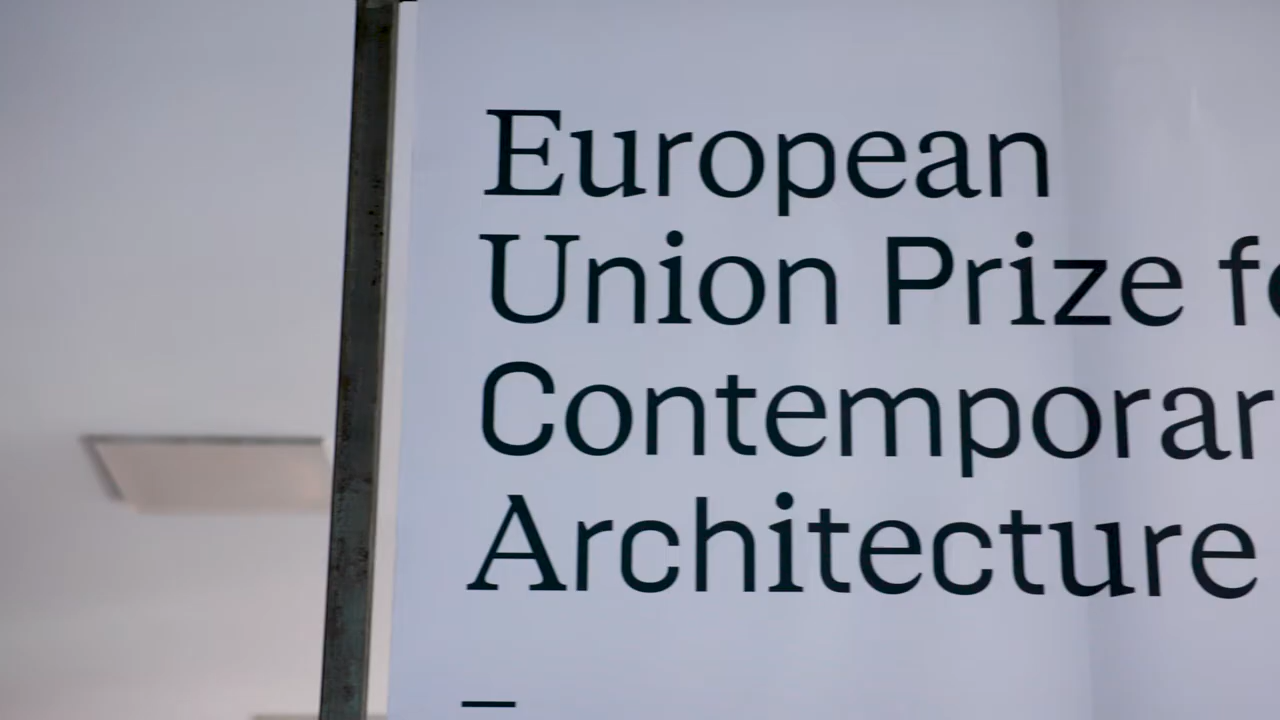 European
Union Prize fo
Contemporar
Architecture
–